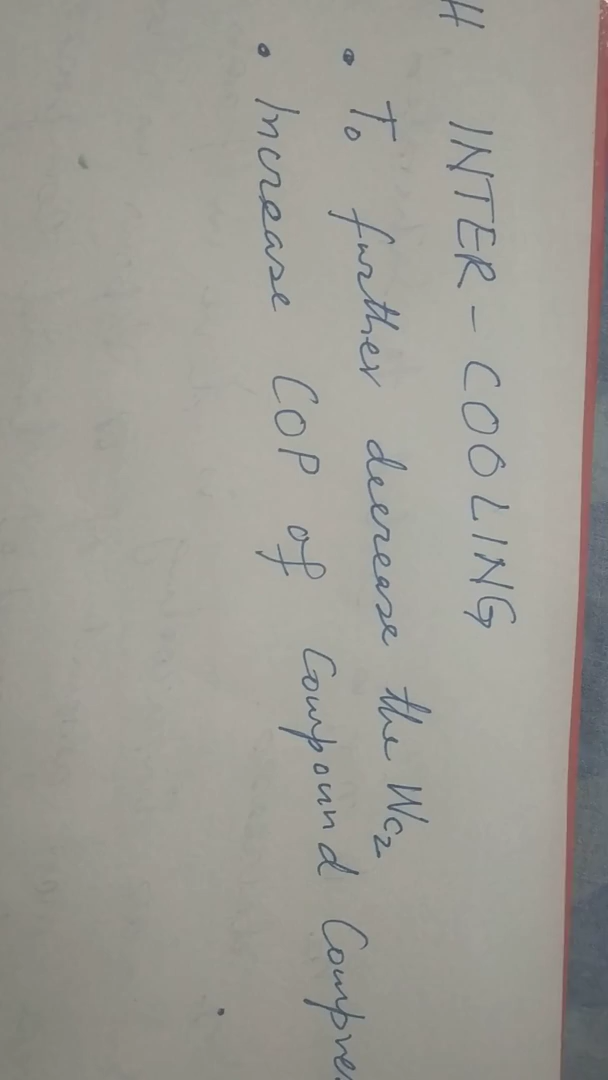 H INTER-COOLING
• To further decrease the Wc2
• Increase COP of Compound